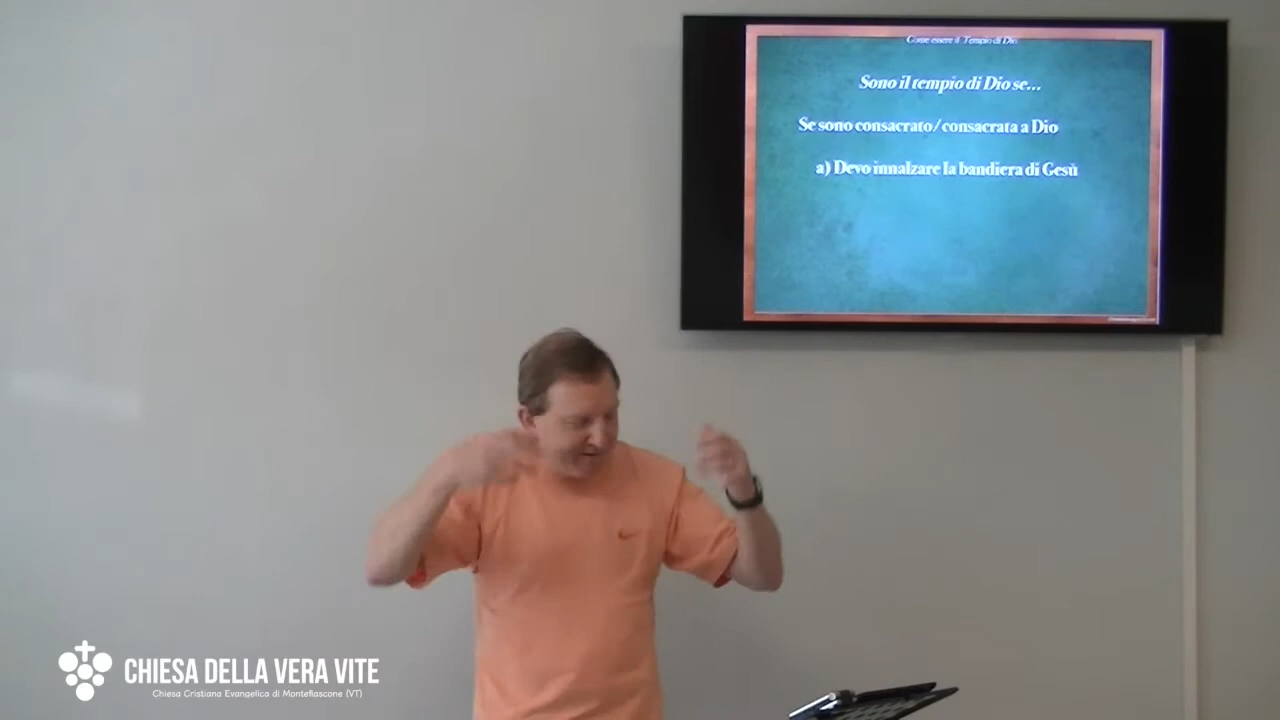 Come essere il Tempio di Dio
Sono il tempio di Dio se...
Se sono consacrato/consacrata a Dio
a) Devo innalzare la bandiera di Gesù
CHIESA DELLA VERA VITE
Chiesa Cristiana Evangelica di Montefiascone (VT)